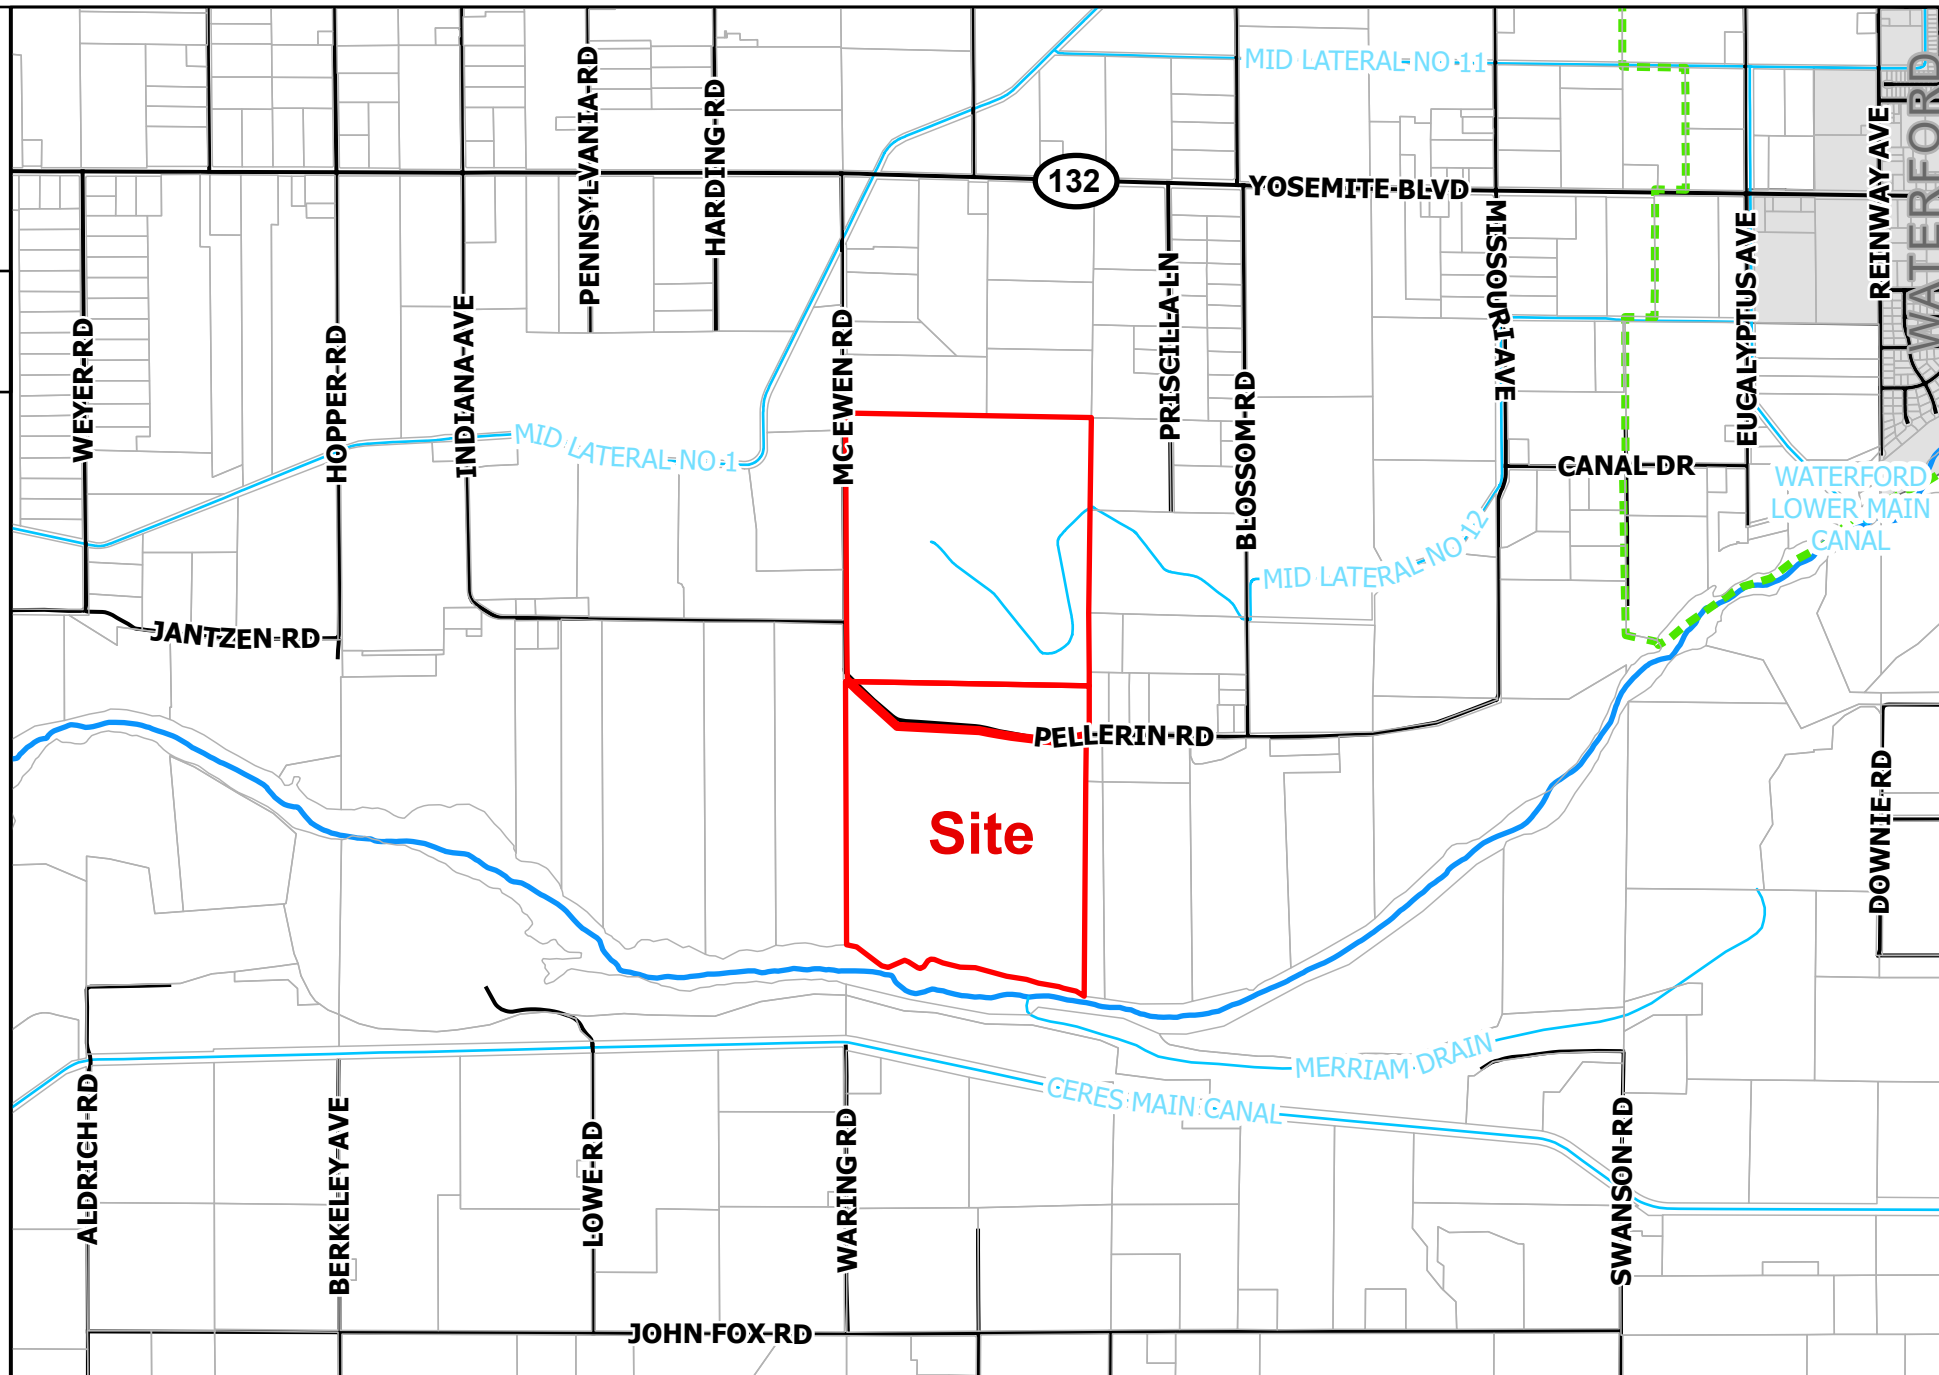 MID LATERAL NO 11
132
YOSEMITE BLVD
PENNSYLVANIA RD
HARDING RD
REINWAY AVE
WATERFORD
WEYER RD
HOPPER RD
INDIANA AVE
MC EWEN RD
PRISCILLA LN
BLOSSOM RD
MISSOURI AVE
EUCALYPTUS AVE
MID LATERAL NO 1
CANAL DR
WATERFORD
LOWER MAIN
CANAL
MID LATERAL NO 12
JANTZEN RD
PELLERIN RD
Site
DOWNIE RD
MERRIAM DRAIN
CERES MAIN CANAL
ALDRICH RD
BERKELEY AVE
LOWE RD
WARING RD
SWANSON RD
JOHN FOX RD